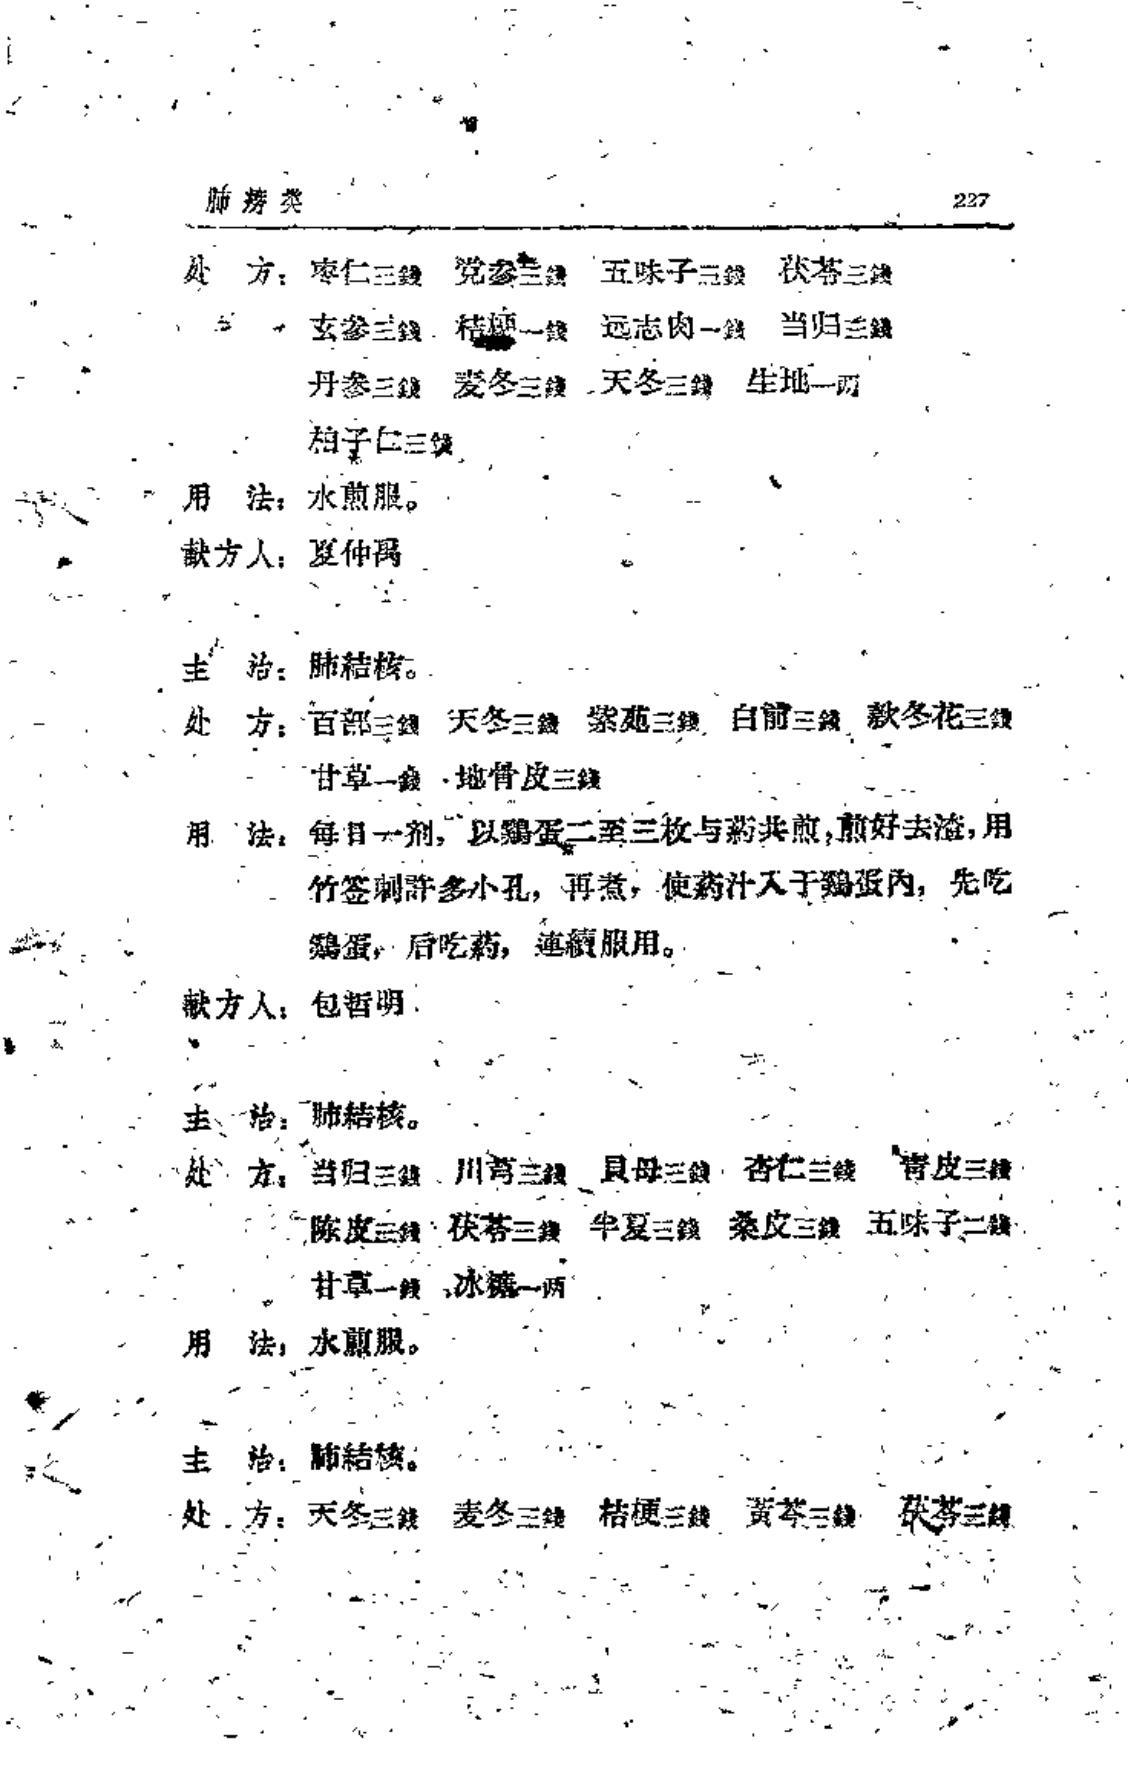 肺痨类 227
处　方：枣仁三錢　党参三錢　五味子三錢　茯苓三錢
玄参三錢　桔梗一錢　远志肉一錢　当归三錢
丹参三錢　麦冬三錢　天冬三錢　生地一两
柏子仁三錢
用　法：水煎服。
献方人：夏仲禹
主　治：肺結核。
处　方：百部三錢　天冬三錢　紫菀三錢　白前三錢　款冬花三錢
甘草一錢　地骨皮三錢
用　法：每日一剂，以鷄蛋二至三枚与葯共煎，煎好去渣，用
竹签刺許多小孔，再煮，使葯汁入于鷄蛋內，先吃
鷄蛋，后吃葯，連續服用。
献方人：包哲明
主　治：肺結核。
处　方：当归三錢　川芎三錢　貝母三錢　杏仁三錢　青皮三錢
陈皮三錢　茯苓三錢　半夏三錢　桑皮三錢　五味子二錢
甘草一錢　冰糖一两
用　法：水煎服。
主　治：肺結核。
处　方：天冬三錢　麦冬三錢　桔梗三錢　黃芩三錢　茯苓三錢